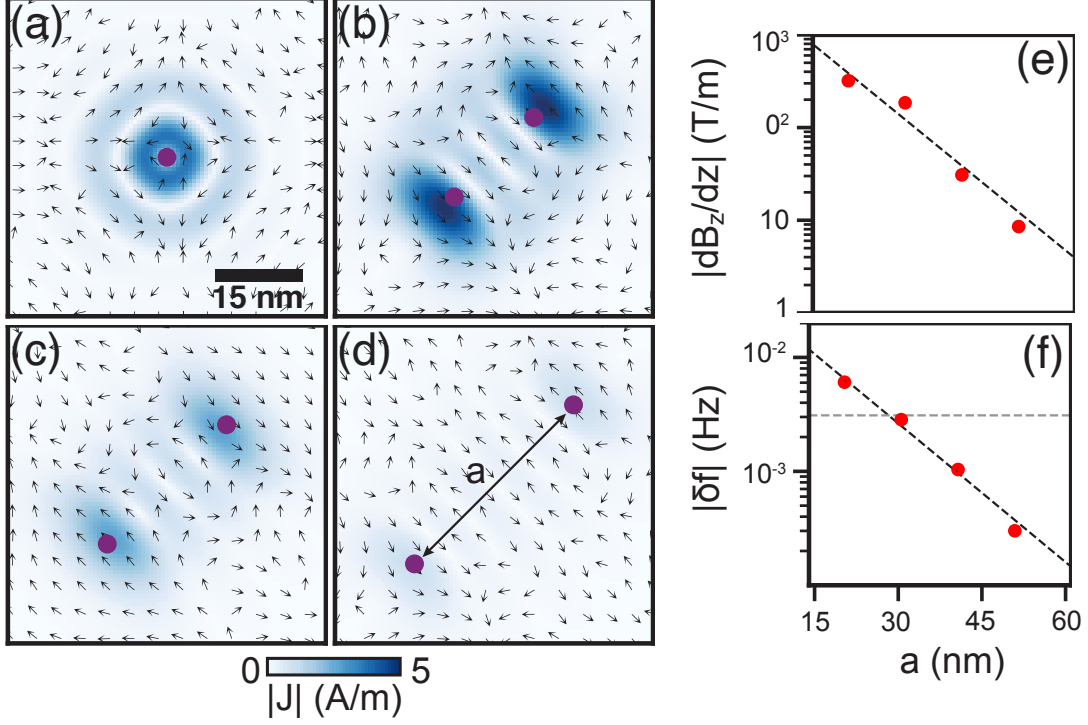 (a)
15 nm
(b)
(c)
(d)
a
0
5
|J| (A/m)
(e)
10³
10²
10
1
|dB_z/dz| (T/m)
(f)
10⁻²
10⁻³
|δf| (Hz)
15 30 45 60
a (nm)